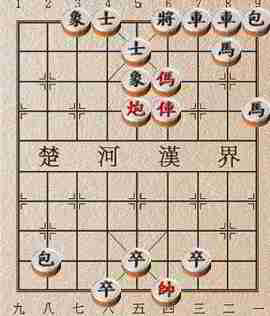 1 2 3 4 5 6 7 8 9
象 士 將 車 車 包
士 馬
象 傌
炮 俥 馬
楚 河 漢 界
包 卒 卒
卒 帥
九 八 七 六 五 四 三 二 一